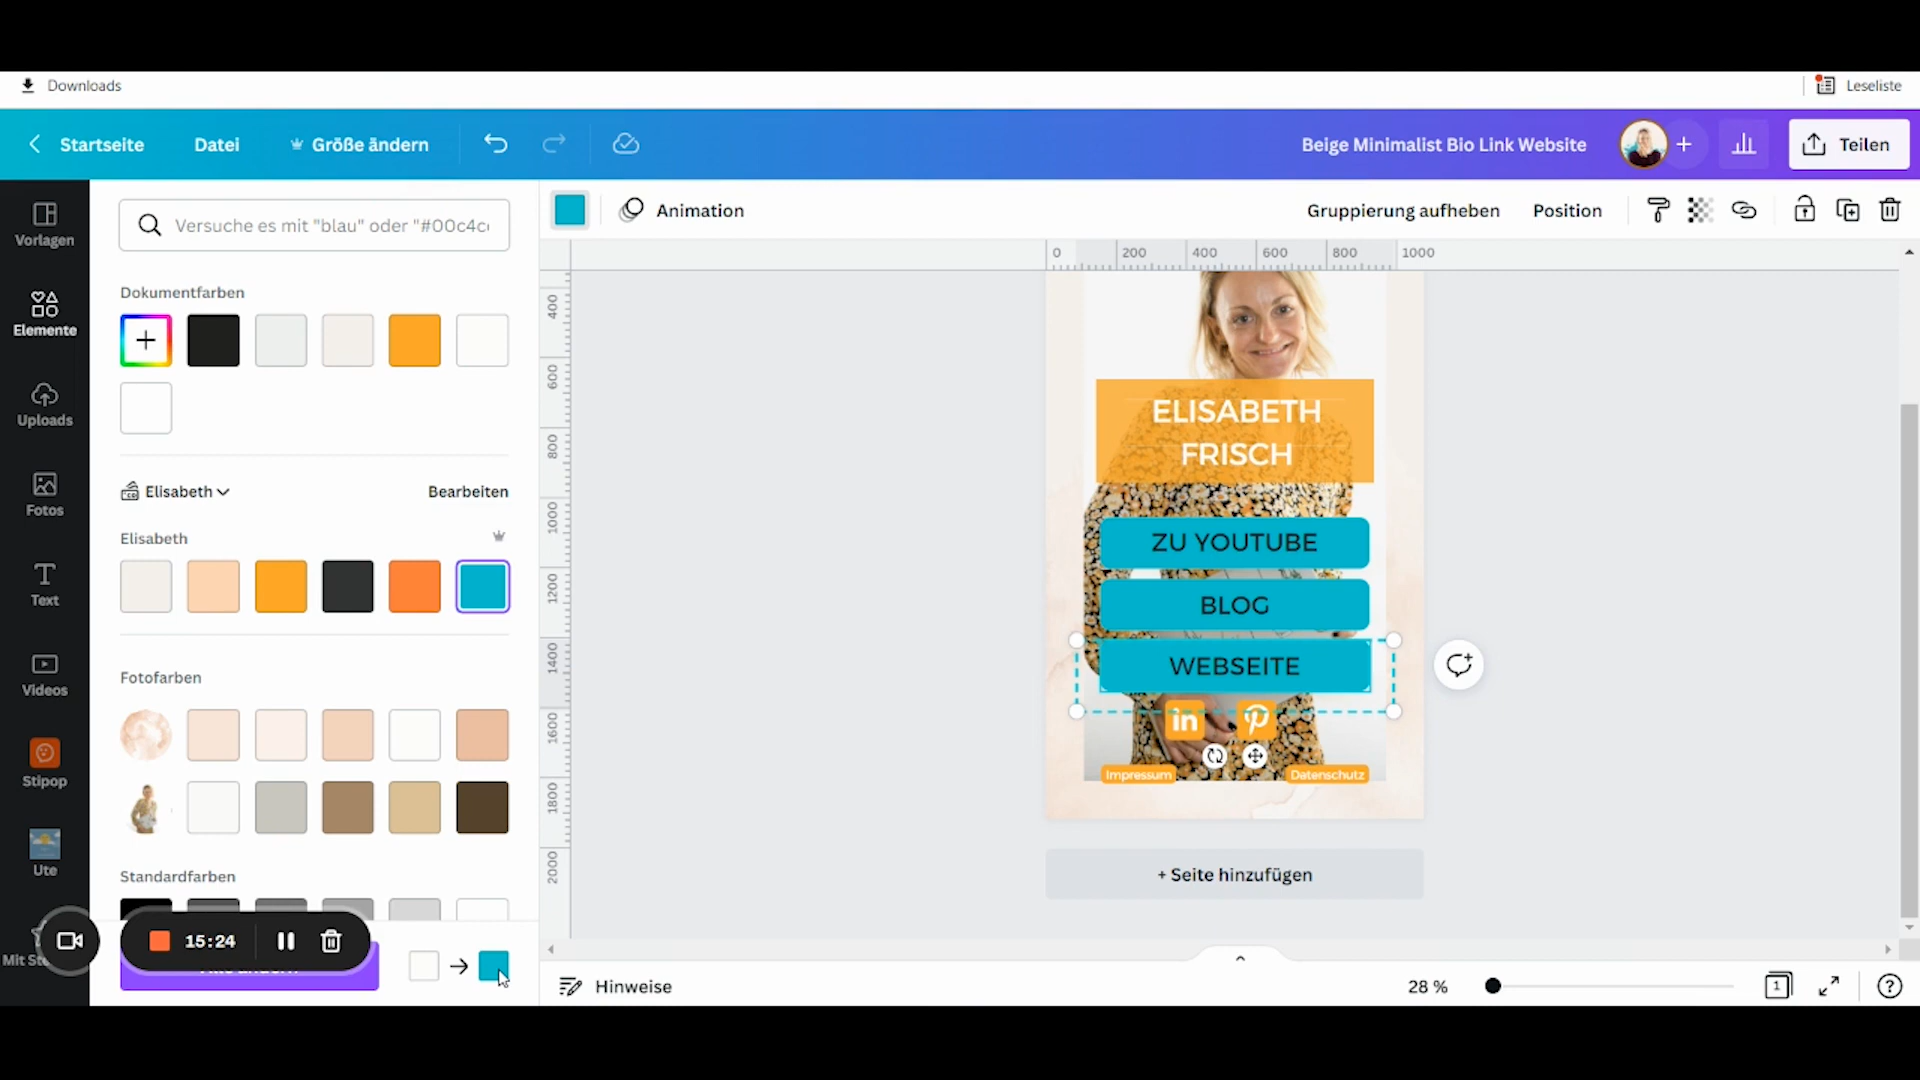 Downloads
Leseliste
Startseite
Datei
Größe ändern
Beige Minimalist Bio Link Website
Teilen
Vorlagen
Elemente
Uploads
Fotos
Text
Videos
Stipop
Ute
Versuche es mit "blau" oder "#00c4c
Dokumentfarben
Elisabeth
Bearbeiten
Elisabeth
Fotofarben
Standardfarben
15:24
Animation
Gruppierung aufheben
Position
0 200 400 600 800 1000
400
600
800
1000
1200
1400
1600
1800
2000
ELISABETH
FRISCH
ZU YOUTUBE
BLOG
WEBSEITE
in
Impressum
Datenschutz
+ Seite hinzufügen
Hinweise
28 %
1